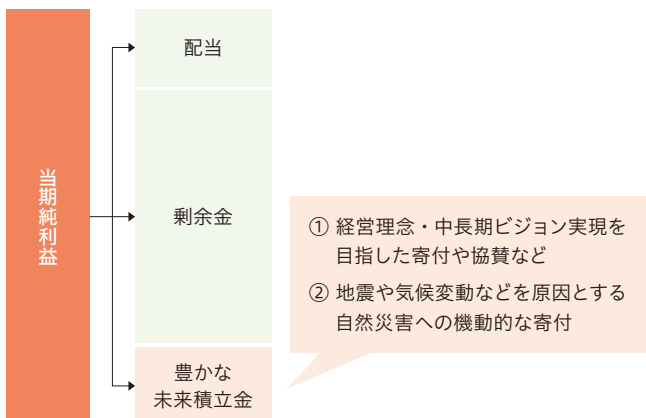 当期純利益
配当
剰余金
豊かな
未来積立金
① 経営理念・中長期ビジョン実現を
目指した寄付や協賛など
② 地震や気候変動などを原因とする
自然災害への機動的な寄付